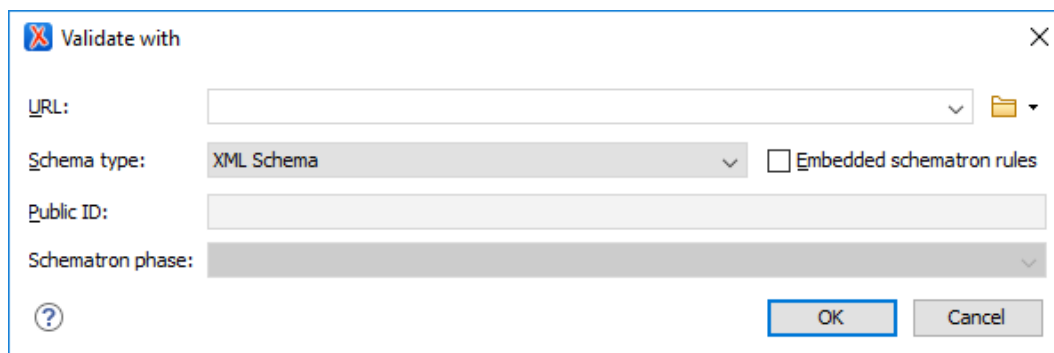 Validate with
URL:
Schema type: XML Schema Embedded schematron rules
Public ID:
Schematron phase:
? OK Cancel